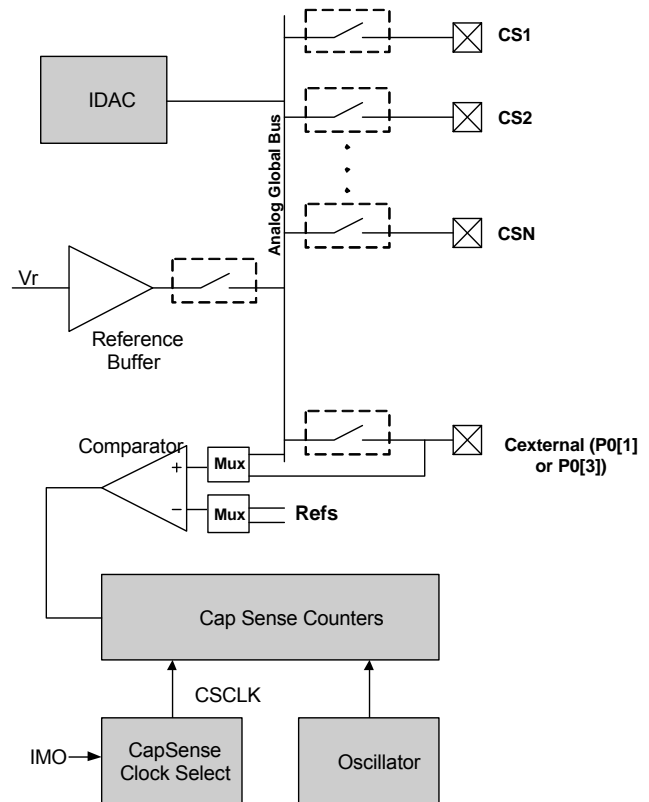 CS1
IDAC
CS2
Analog Global Bus
CSN
Vr
Reference
Buffer
Comparator
Cexternal (P0[1]
or P0[3])
+
Mux
−
Mux
Refs
Cap Sense Counters
CSCLK
IMO
CapSense
Clock Select
Oscillator